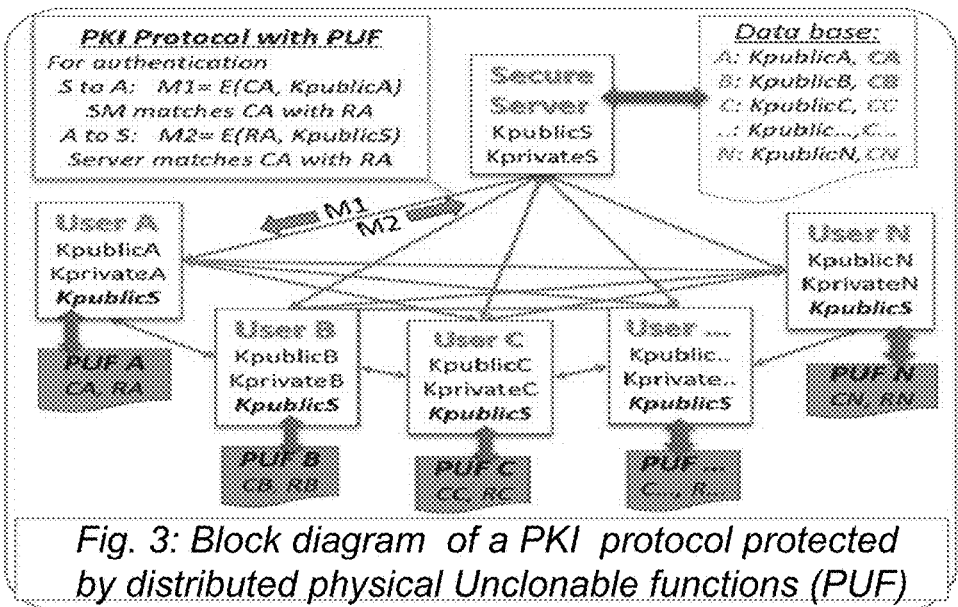 PKI Protocol with PUF
For authentication
S to A: M1= E(CA, KpublicA)
SM matches CA with RA
A to S: M2= E(RA, KpublicS)
Server matches CA with RA
Secure
Server
KpublicS
KprivateS
Data base:
A: KpublicA, CA
B: KpublicB, CB
C: KpublicC, CC
..: Kpublic...,C...
N: KpublicN, CN
M1
M2
User A
KpublicA
KprivateA
KpublicS
PUF A
CA, RA
User B
KpublicB
KprivateB
KpublicS
PUF B
CB, RB
User C
KpublicC
KprivateC
KpublicS
PUF C
CC, RC
User ...
Kpublic..
Kprivate..
KpublicS
PUF ...
C..., R...
User N
KpublicN
KprivateN
KpublicS
PUF N
CN, RN
Fig. 3: Block diagram of a PKI protocol protected
by distributed physical Unclonable functions (PUF)